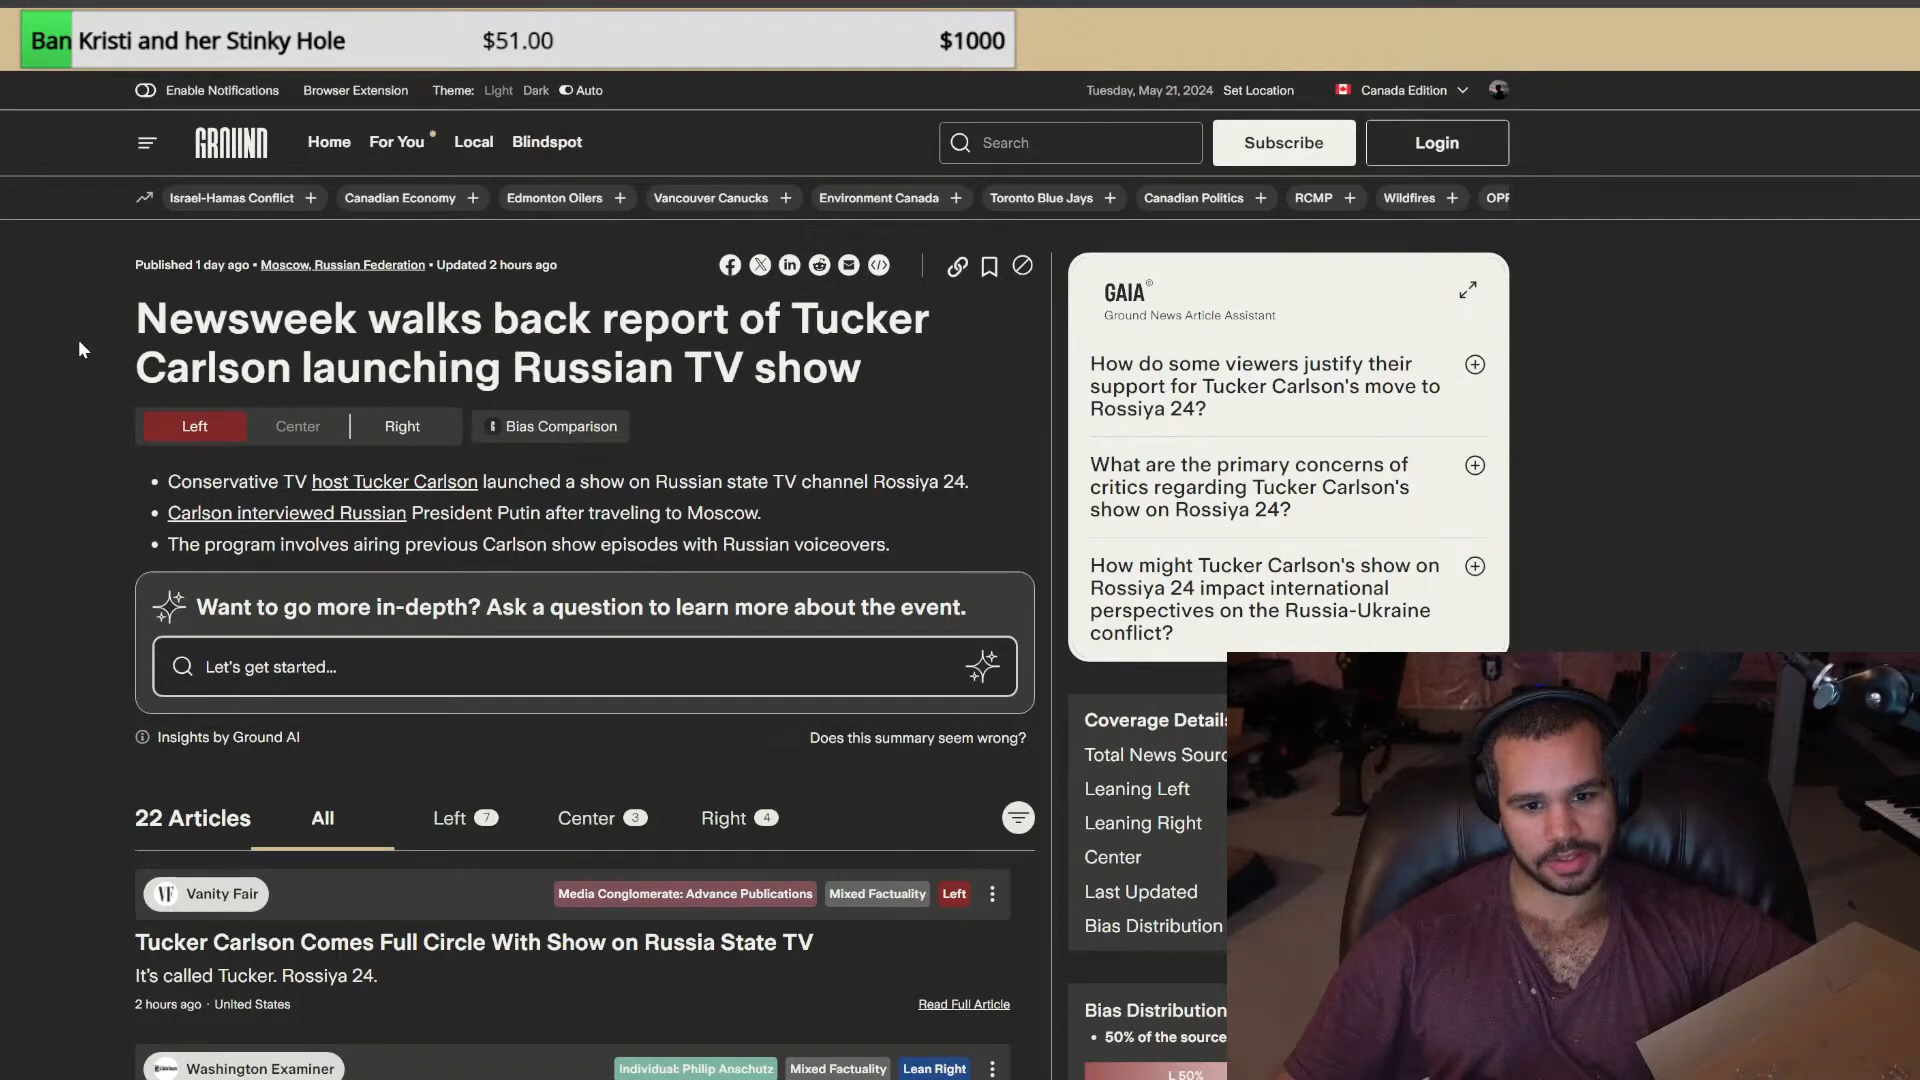 Ban Kristi and her Stinky Hole $51.00 $1000
Enable Notifications Browser Extension Theme: Light Dark Auto Tuesday, May 21, 2024 Set Location Canada Edition
GROUND Home For You Local Blindspot Search Subscribe Login
Israel-Hamas Conflict + Canadian Economy + Edmonton Oilers + Vancouver Canucks + Environment Canada + Toronto Blue Jays + Canadian Politics + RCMP + Wildfires + OPP
Published 1 day ago • Moscow, Russian Federation • Updated 2 hours ago
Newsweek walks back report of Tucker
Carlson launching Russian TV show
Left Center Right Bias Comparison
• Conservative TV host Tucker Carlson launched a show on Russian state TV channel Rossiya 24.
• Carlson interviewed Russian President Putin after traveling to Moscow.
• The program involves airing previous Carlson show episodes with Russian voiceovers.
Want to go more in-depth? Ask a question to learn more about the event.
Let's get started...
Insights by Ground AI Does this summary seem wrong?
22 Articles All Left 7 Center 3 Right 4
VF Vanity Fair Media Conglomerate: Advance Publications Mixed Factuality Left
Tucker Carlson Comes Full Circle With Show on Russia State TV
It's called Tucker. Rossiya 24.
2 hours ago · United States Read Full Article
Washington Examiner Individual: Philip Anschutz Mixed Factuality Lean Right
GAIA
Ground News Article Assistant
How do some viewers justify their
support for Tucker Carlson's move to
Rossiya 24?
What are the primary concerns of
critics regarding Tucker Carlson's
show on Rossiya 24?
How might Tucker Carlson's show on
Rossiya 24 impact international
perspectives on the Russia-Ukraine
conflict?
Coverage Details
Total News Sourc
Leaning Left
Leaning Right
Center
Last Updated
Bias Distribution
Bias Distribution
• 50% of the source
L 50%